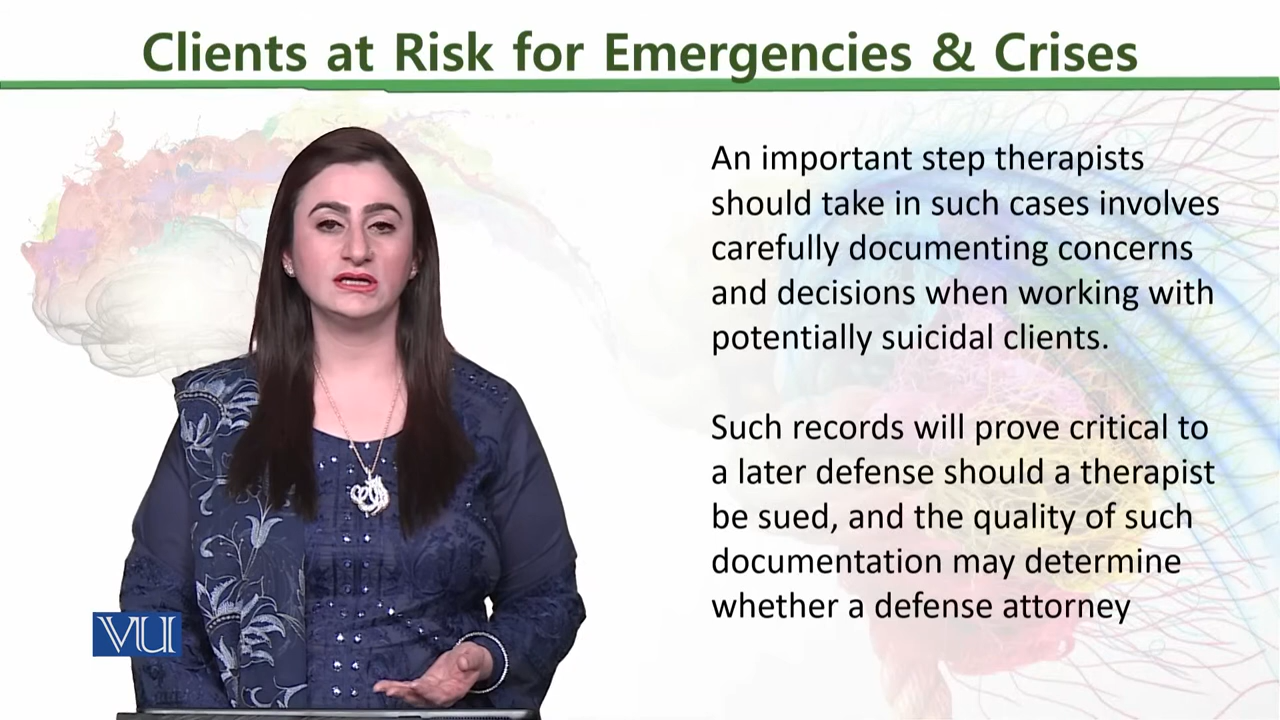 Clients at Risk for Emergencies & Crises
An important step therapists
should take in such cases involves
carefully documenting concerns
and decisions when working with
potentially suicidal clients.
Such records will prove critical to
a later defense should a therapist
be sued, and the quality of such
documentation may determine
whether a defense attorney
VU